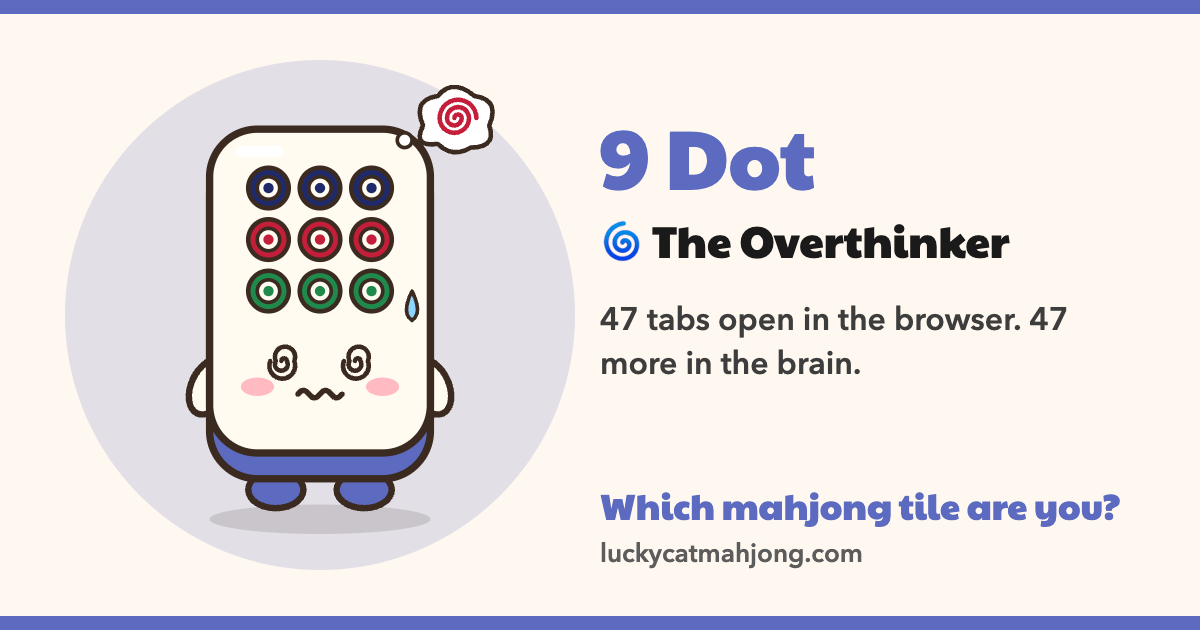 9 Dot
🌀 The Overthinker
47 tabs open in the browser. 47
more in the brain.
Which mahjong tile are you?
luckycatmahjong.com